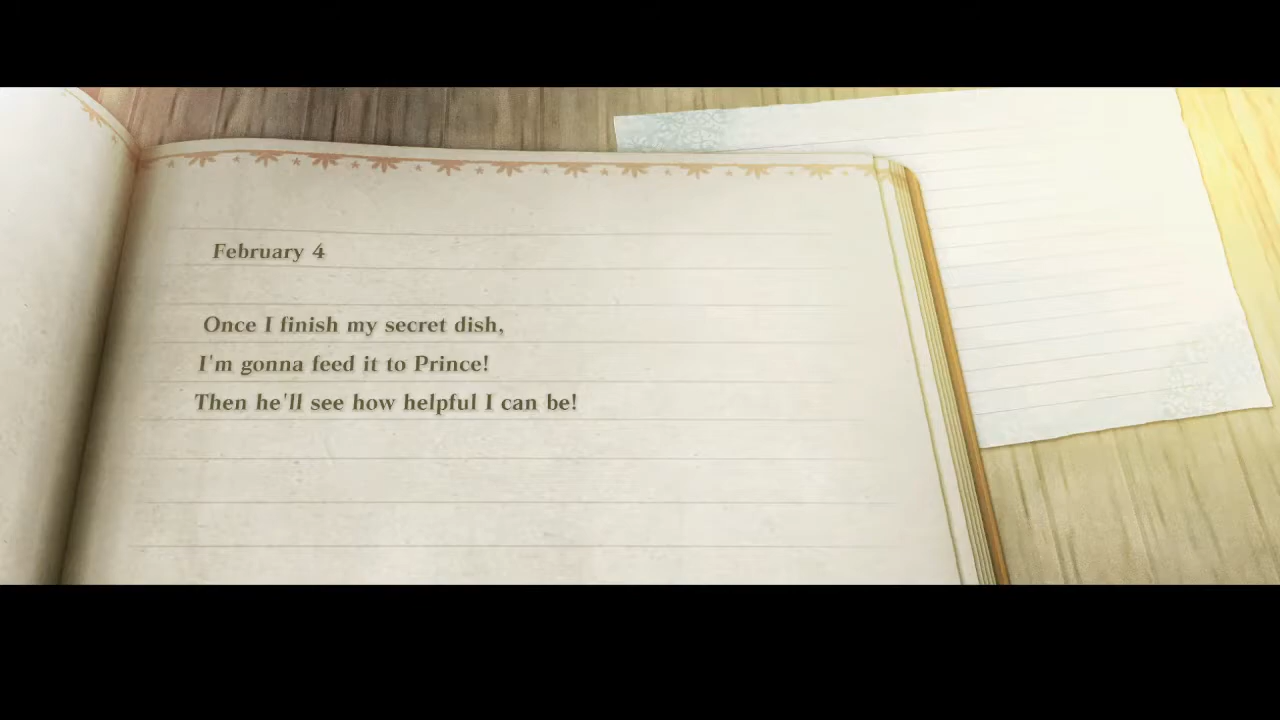 February 4
Once I finish my secret dish,
I'm gonna feed it to Prince!
Then he'll see how helpful I can be!